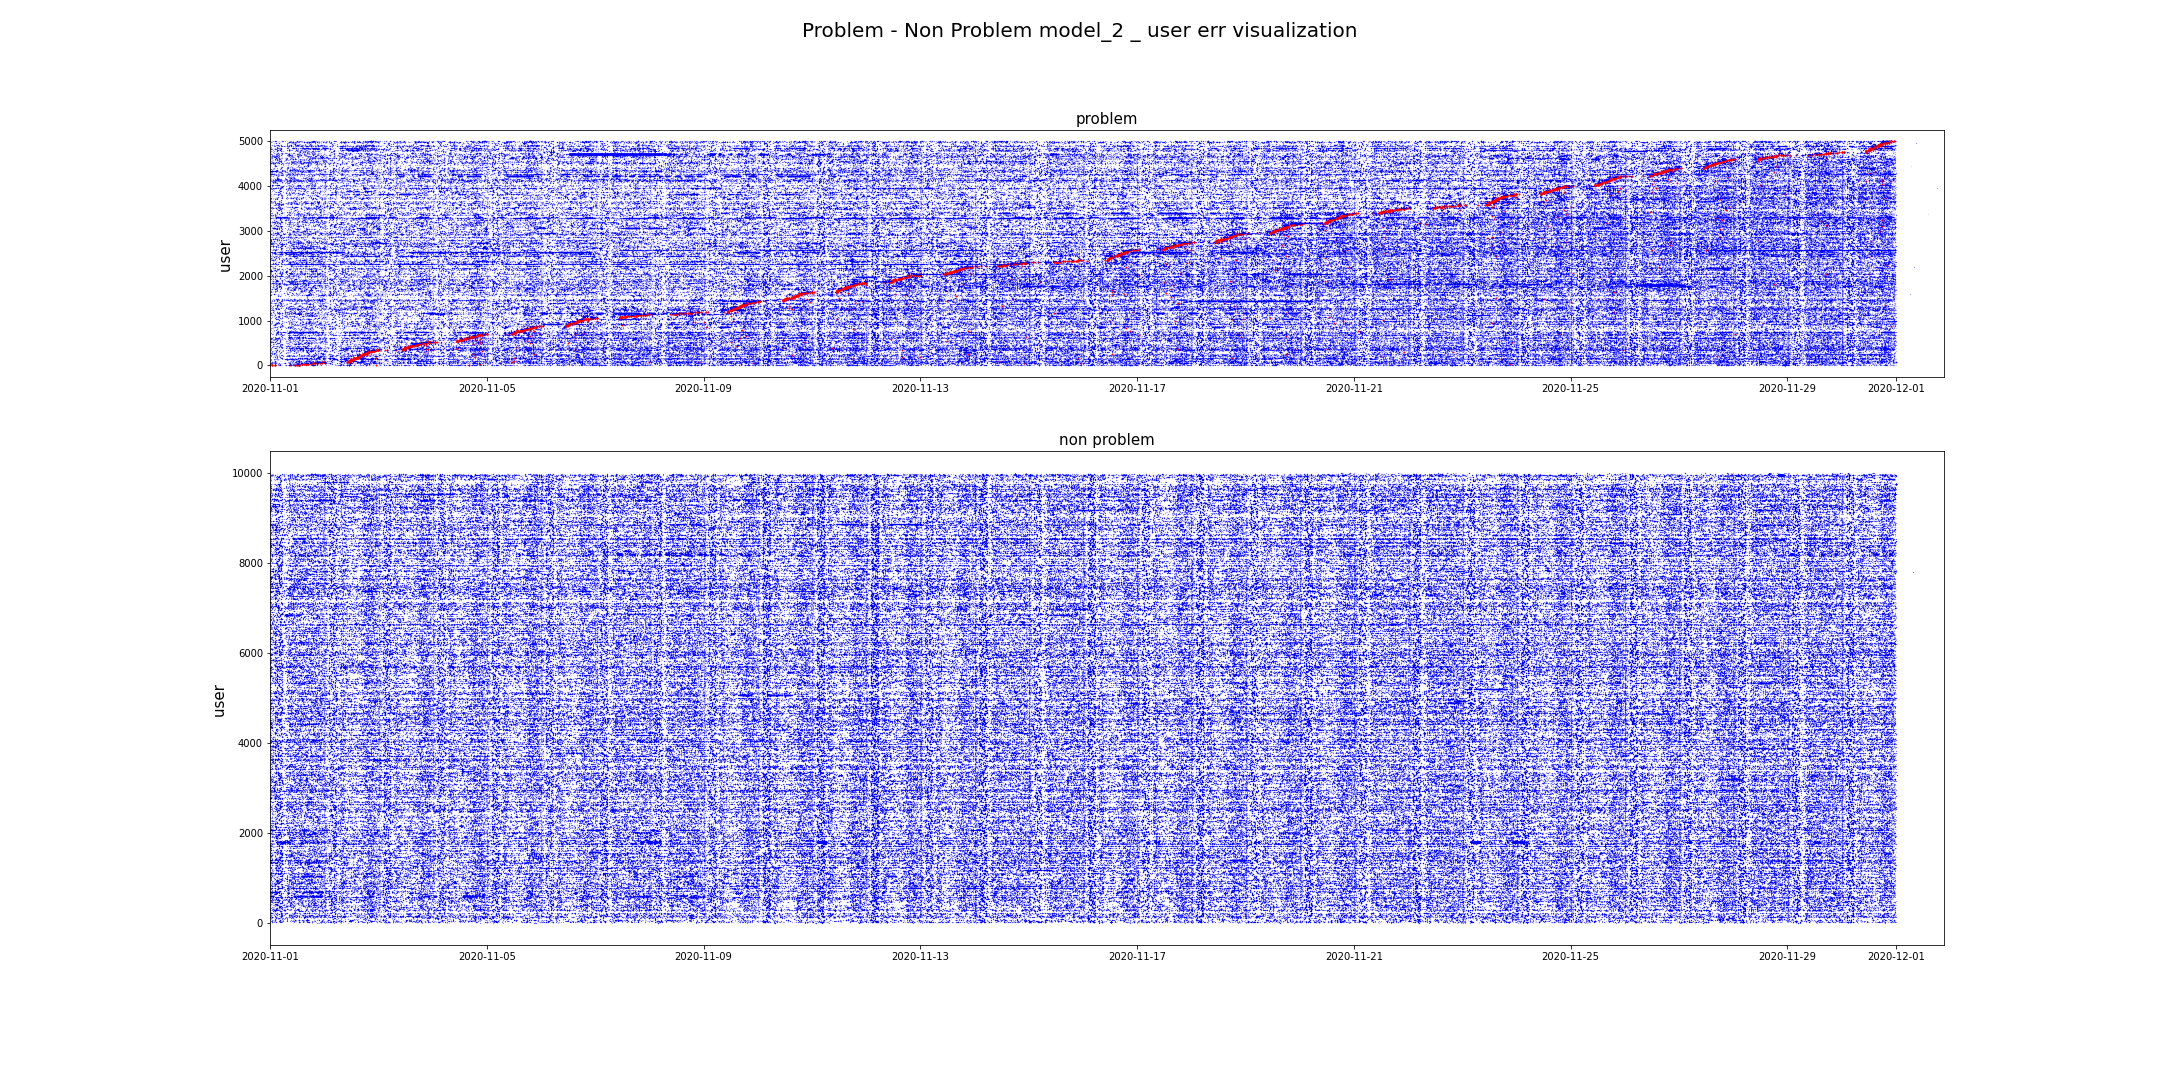 Problem - Non Problem model_2 _ user err visualization
problem
user
5000
4000
3000
2000
1000
0
2020-11-01 2020-11-05 2020-11-09 2020-11-13 2020-11-17 2020-11-21 2020-11-25 2020-11-29 2020-12-01
non problem
user
10000
8000
6000
4000
2000
0
2020-11-01 2020-11-05 2020-11-09 2020-11-13 2020-11-17 2020-11-21 2020-11-25 2020-11-29 2020-12-01